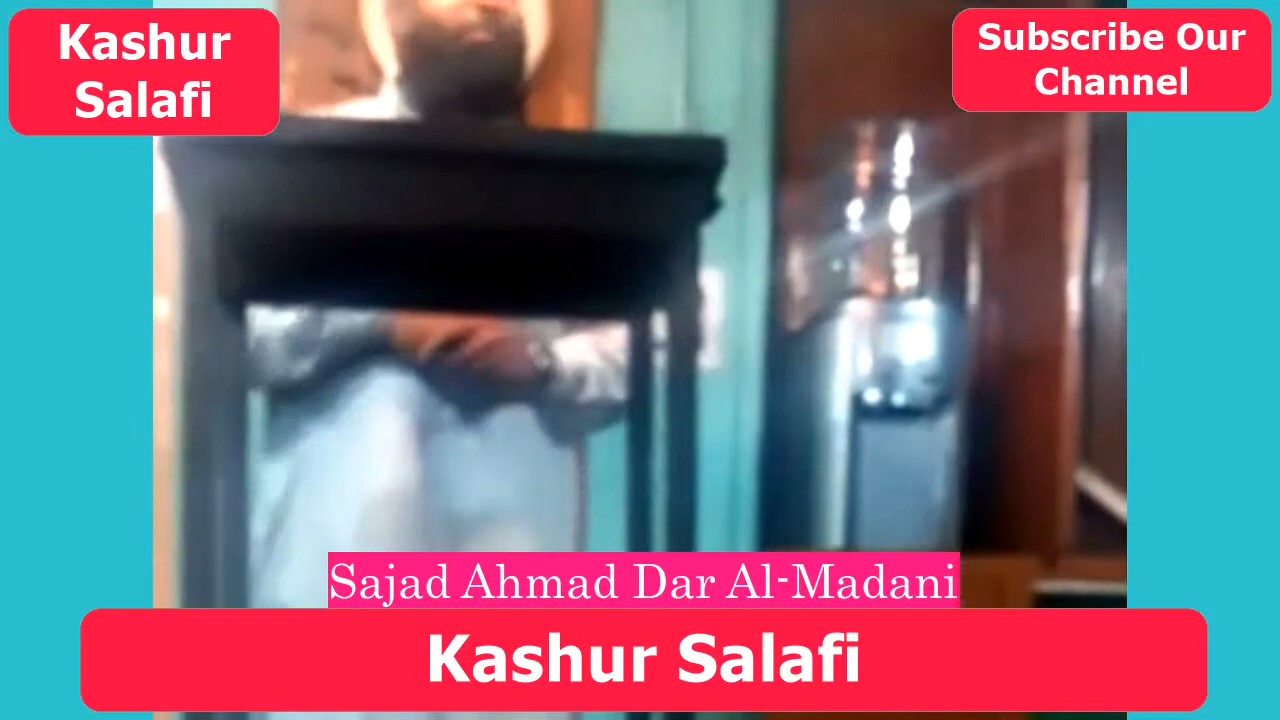 Kashur
Salafi
Subscribe Our
Channel
Sajad Ahmad Dar Al-Madani
Kashur Salafi